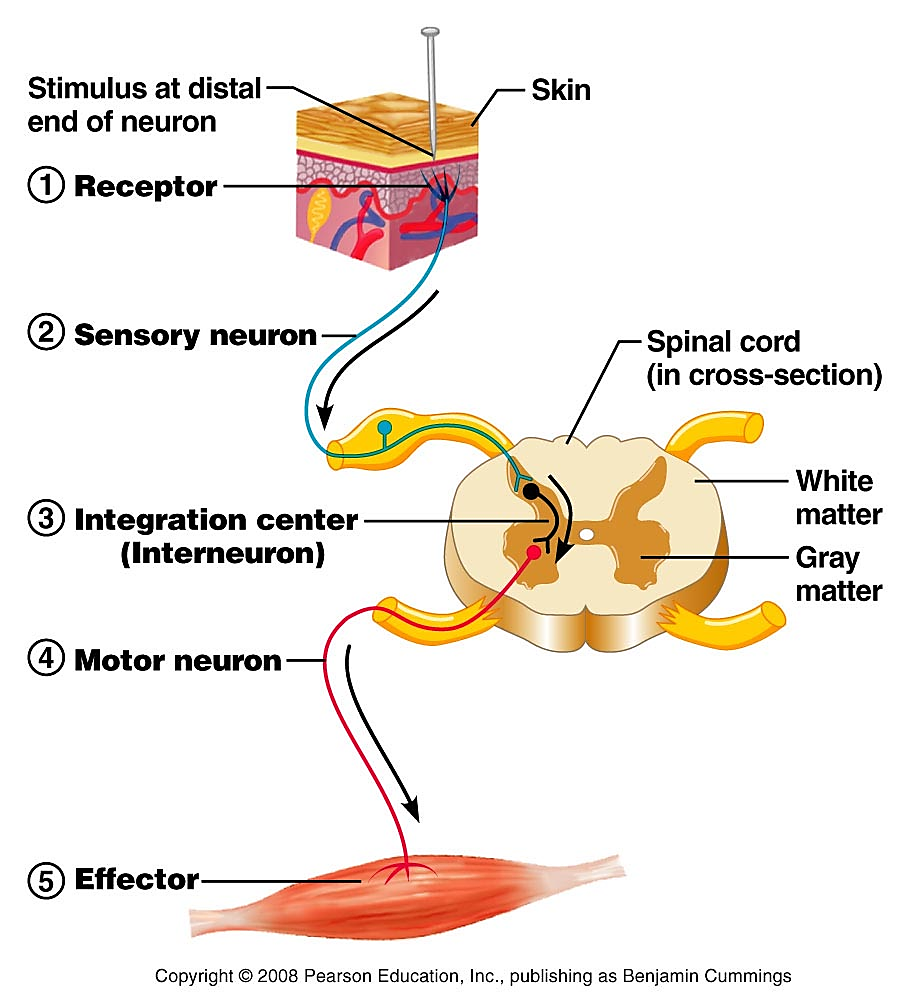 Stimulus at distal
end of neuron
Skin
① Receptor
② Sensory neuron
Spinal cord
(in cross-section)
White
matter
③ Integration center
(Interneuron)
Gray
matter
④ Motor neuron
⑤ Effector
Copyright © 2008 Pearson Education, Inc., publishing as Benjamin Cummings